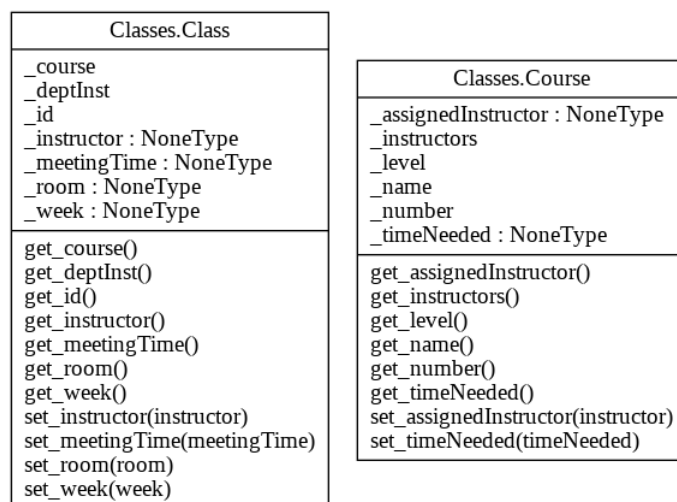 Classes.Class
_course
_deptInst
_id
_instructor : NoneType
_meetingTime : NoneType
_room : NoneType
_week : NoneType
get_course()
get_deptInst()
get_id()
get_instructor()
get_meetingTime()
get_room()
get_week()
set_instructor(instructor)
set_meetingTime(meetingTime)
set_room(room)
set_week(week)
Classes.Course
_assignedInstructor : NoneType
_instructors
_level
_name
_number
_timeNeeded : NoneType
get_assignedInstructor()
get_instructors()
get_level()
get_name()
get_number()
get_timeNeeded()
set_assignedInstructor(instructor)
set_timeNeeded(timeNeeded)